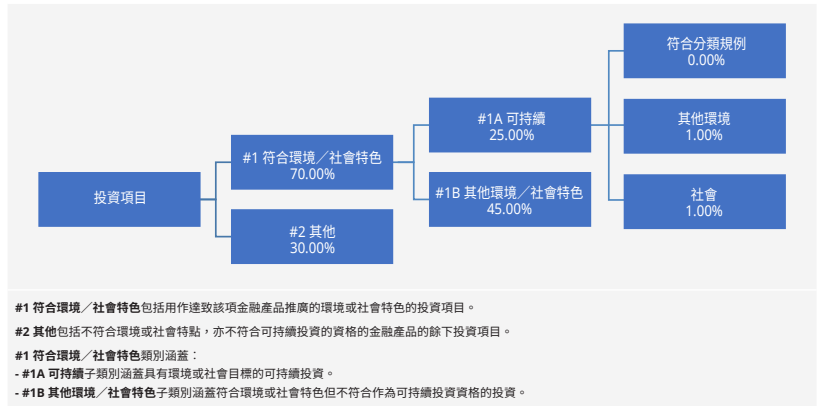 投資項目
#1 符合環境／社會特色
70.00%
#2 其他
30.00%
#1A 可持續
25.00%
#1B 其他環境／社會特色
45.00%
符合分類規例
0.00%
其他環境
1.00%
社會
1.00%
#1 符合環境／社會特色包括用作達致該項金融產品推廣的環境或社會特色的投資項目。
#2 其他包括不符合環境或社會特點，亦不符合可持續投資的資格的金融產品的餘下投資項目。
#1 符合環境／社會特色類別涵蓋：
- #1A 可持續子類別涵蓋具有環境或社會目標的可持續投資。
- #1B 其他環境／社會特色子類別涵蓋符合環境或社會特色但不符合作為可持續投資資格的投資。